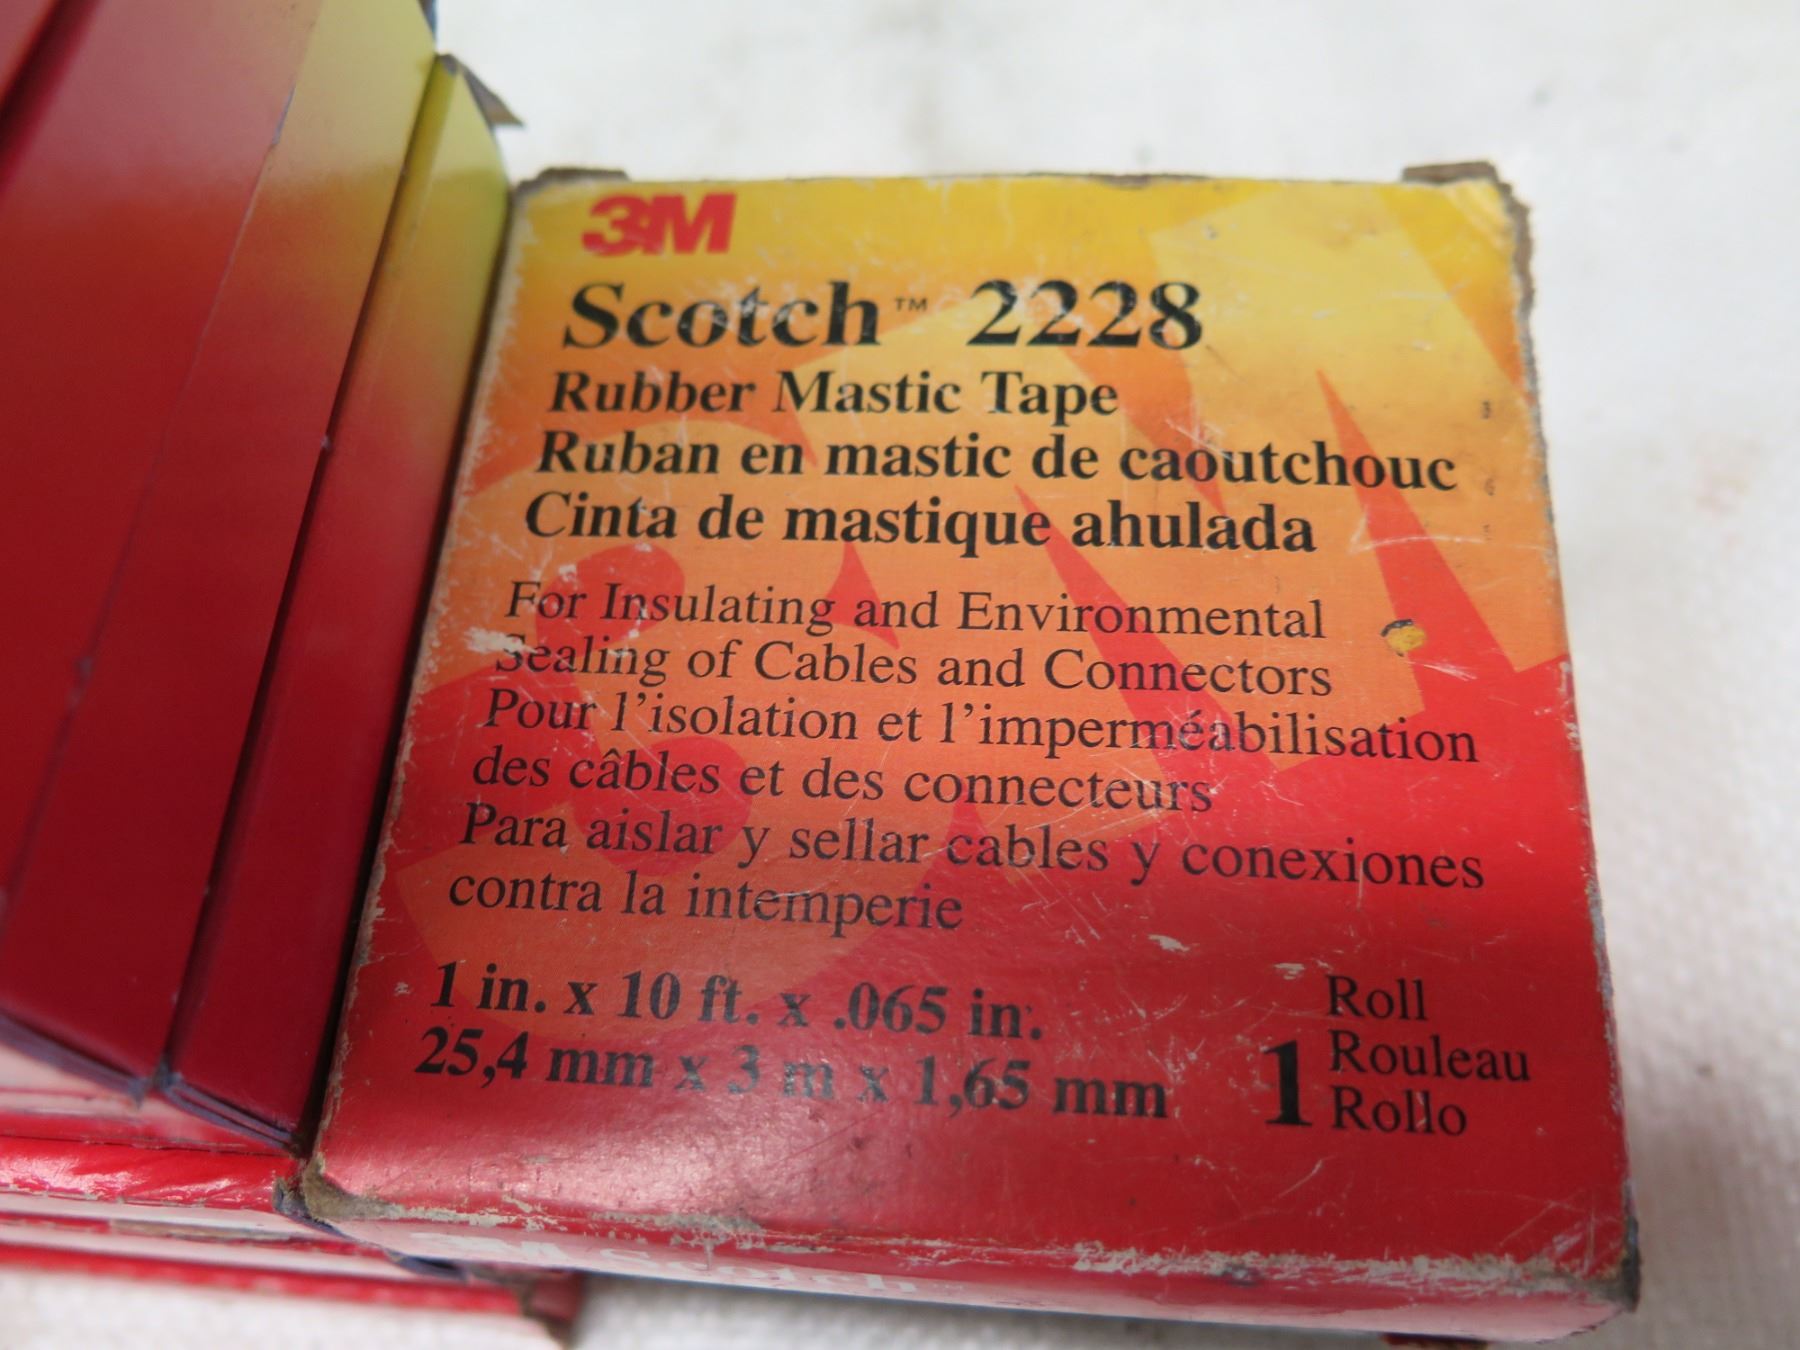 3M
Scotch™ 2228
Rubber Mastic Tape
Ruban en mastic de caoutchouc
Cinta de mastique ahulada
For Insulating and Environmental
Sealing of Cables and Connectors
Pour l'isolation et l'imperméabilisation
des câbles et des connecteurs
Para aislar y sellar cables y conexiones
contra la intemperie
1 in. x 10 ft. x .065 in.
25,4 mm x 3 m x 1,65 mm
1 Roll
Rouleau
Rollo
3M Scotch